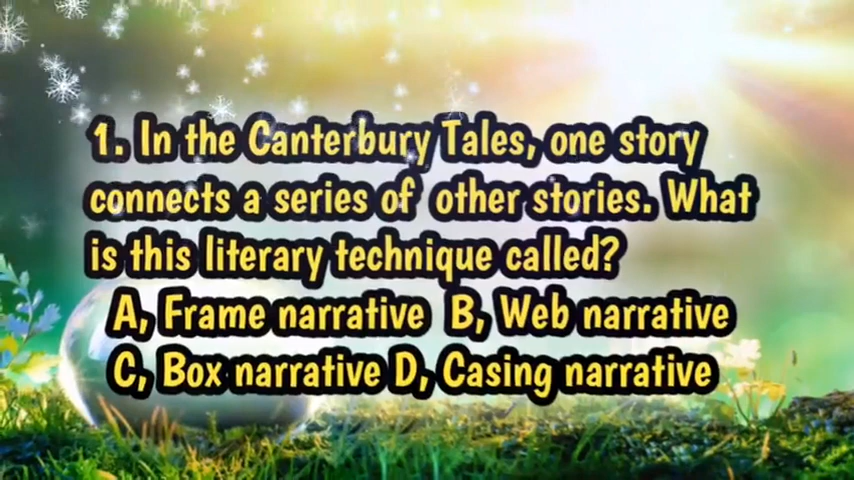 1. In the Canterbury Tales, one story
connects a series of other stories. What
is this literary technique called?
A, Frame narrative B, Web narrative
C, Box narrative D, Casing narrative